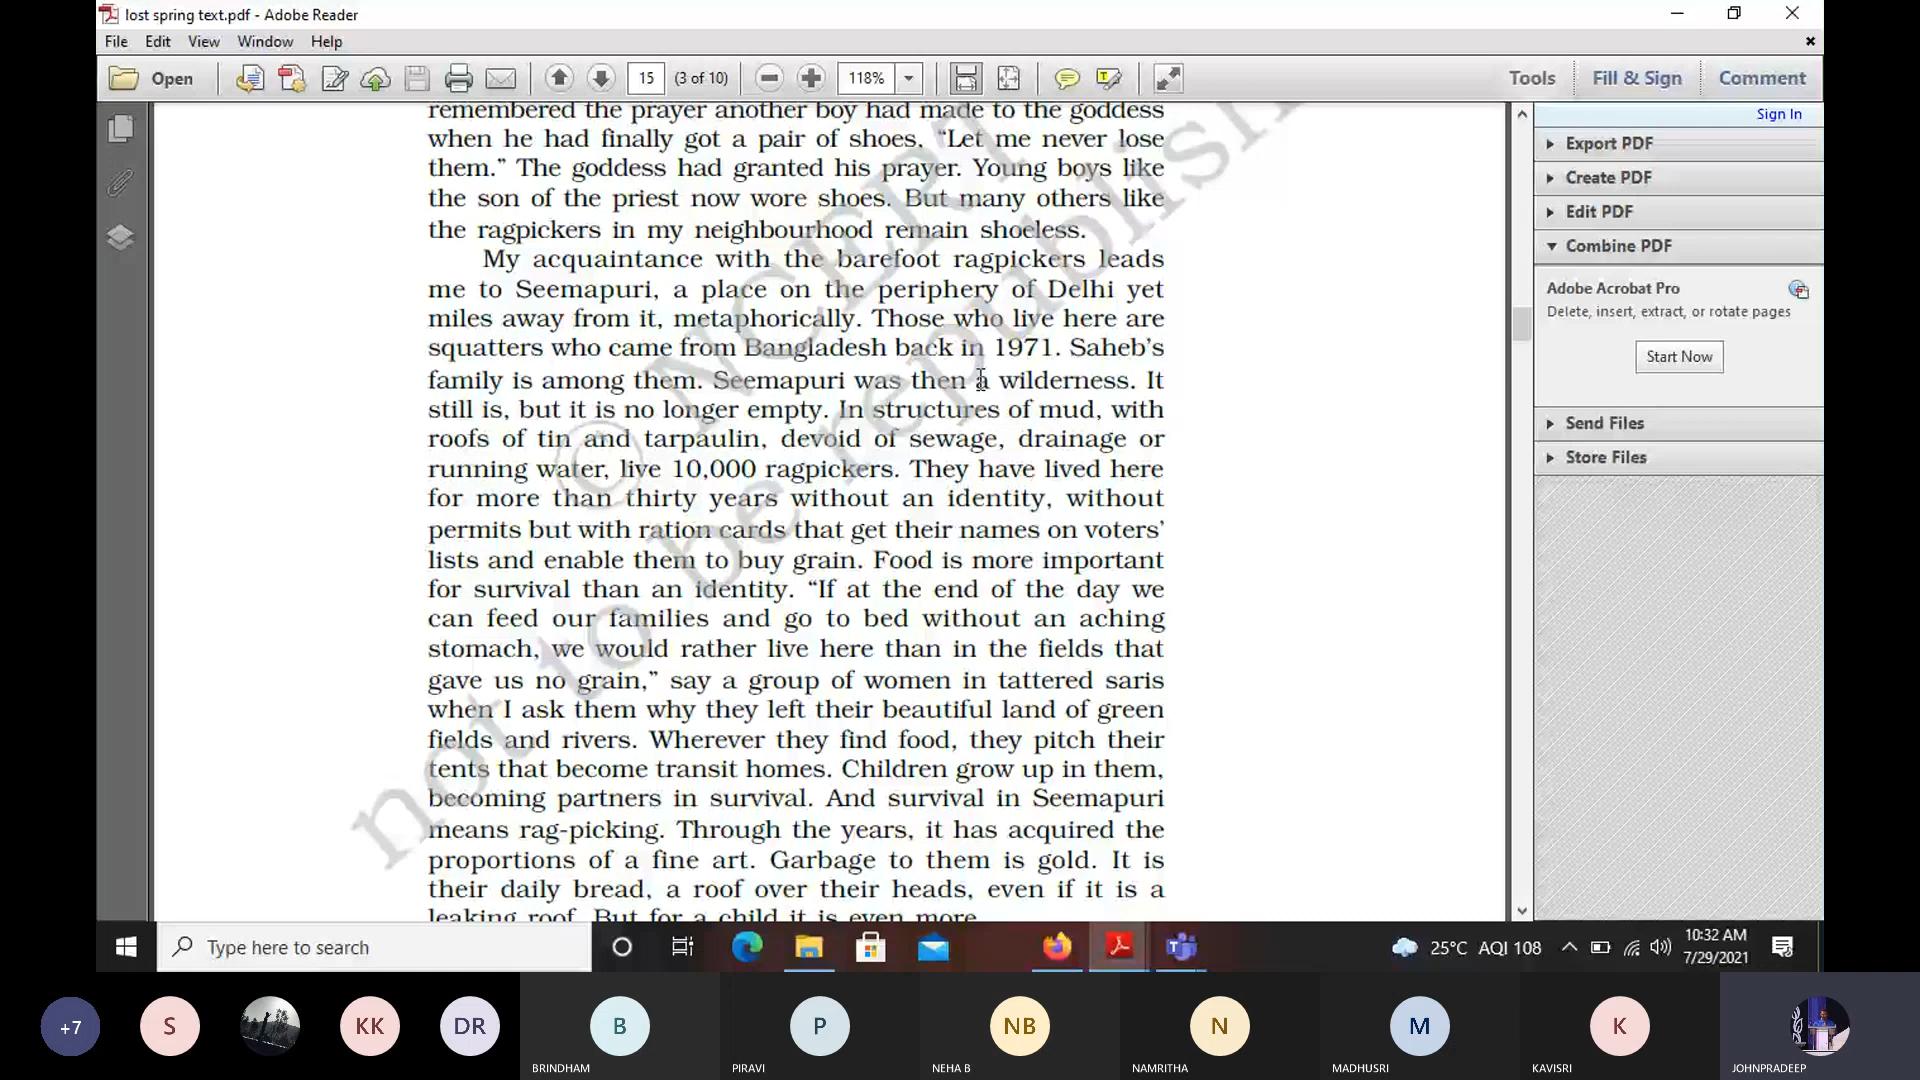 lost spring text.pdf - Adobe Reader
File Edit View Window Help
Open 15 (3 of 10) 118% Tools Fill & Sign Comment
Sign In
Export PDF
Create PDF
Edit PDF
Combine PDF
Adobe Acrobat Pro
Delete, insert, extract, or rotate pages
Start Now
Send Files
Store Files
remembered the prayer another boy had made to the goddess
when he had finally got a pair of shoes, “Let me never lose
them.” The goddess had granted his prayer. Young boys like
the son of the priest now wore shoes. But many others like
the ragpickers in my neighbourhood remain shoeless.
My acquaintance with the barefoot ragpickers leads
me to Seemapuri, a place on the periphery of Delhi yet
miles away from it, metaphorically. Those who live here are
squatters who came from Bangladesh back in 1971. Saheb’s
family is among them. Seemapuri was then a wilderness. It
still is, but it is no longer empty. In structures of mud, with
roofs of tin and tarpaulin, devoid of sewage, drainage or
running water, live 10,000 ragpickers. They have lived here
for more than thirty years without an identity, without
permits but with ration cards that get their names on voters’
lists and enable them to buy grain. Food is more important
for survival than an identity. “If at the end of the day we
can feed our families and go to bed without an aching
stomach, we would rather live here than in the fields that
gave us no grain,” say a group of women in tattered saris
when I ask them why they left their beautiful land of green
fields and rivers. Wherever they find food, they pitch their
tents that become transit homes. Children grow up in them,
becoming partners in survival. And survival in Seemapuri
means rag-picking. Through the years, it has acquired the
proportions of a fine art. Garbage to them is gold. It is
their daily bread, a roof over their heads, even if it is a
leaking roof. But for a child it is even more.
© NCERT
not to be republish
Type here to search
25°C AQI 108
10:32 AM
7/29/2021
+7 S KK DR B P NB N M K
BRINDHAM PIRAVI NEHA B NAMRITHA MADHUSRI KAVISRI JOHNPRADEEP